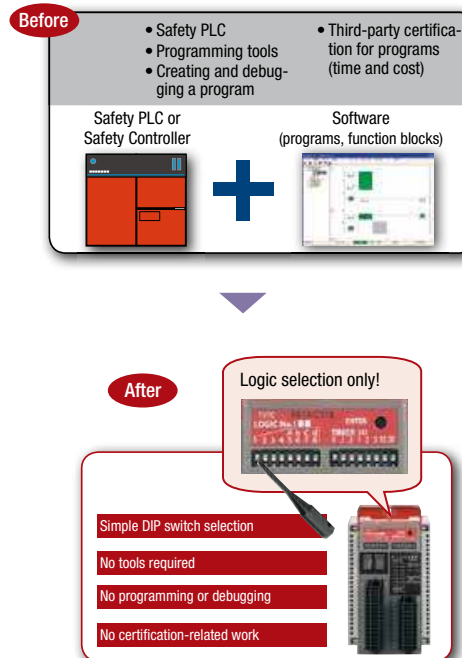 Before
• Safety PLC
• Programming tools
• Creating and debug-
ging a program
• Third-party certifica-
tion for programs
(time and cost)
Safety PLC or
Safety Controller
Software
(programs, function blocks)
After
Logic selection only!
LOGIC No.
ENTER
TIMER
Simple DIP switch selection
No tools required
No programming or debugging
No certification-related work